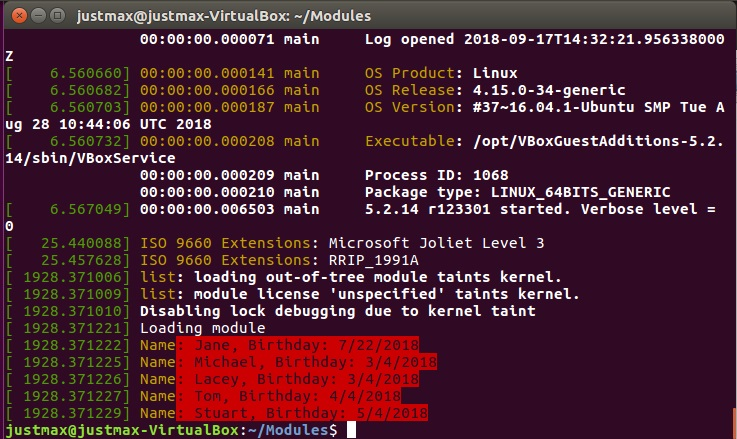 justmax@justmax-VirtualBox: ~/Modules
00:00:00.000071 main     Log opened 2018-09-17T14:32:21.956338000
Z
[    6.560660] 00:00:00.000141 main     OS Product: Linux
[    6.560682] 00:00:00.000166 main     OS Release: 4.15.0-34-generic
[    6.560703] 00:00:00.000187 main     OS Version: #37~16.04.1-Ubuntu SMP Tue A
ug 28 10:44:06 UTC 2018
[    6.560732] 00:00:00.000208 main     Executable: /opt/VBoxGuestAdditions-5.2.
14/sbin/VBoxService
00:00:00.000209 main     Process ID: 1068
00:00:00.000210 main     Package type: LINUX_64BITS_GENERIC
[    6.567049] 00:00:00.006503 main     5.2.14 r123301 started. Verbose level =
0
[   25.440088] ISO 9660 Extensions: Microsoft Joliet Level 3
[   25.457628] ISO 9660 Extensions: RRIP_1991A
[ 1928.371006] list: loading out-of-tree module taints kernel.
[ 1928.371009] list: module license 'unspecified' taints kernel.
[ 1928.371010] Disabling lock debugging due to kernel taint
[ 1928.371221] Loading module
[ 1928.371222] Name: Jane, Birthday: 7/22/2018
[ 1928.371225] Name: Michael, Birthday: 3/4/2018
[ 1928.371226] Name: Lacey, Birthday: 3/4/2018
[ 1928.371227] Name: Tom, Birthday: 4/4/2018
[ 1928.371229] Name: Stuart, Birthday: 5/4/2018
justmax@justmax-VirtualBox:~/Modules$